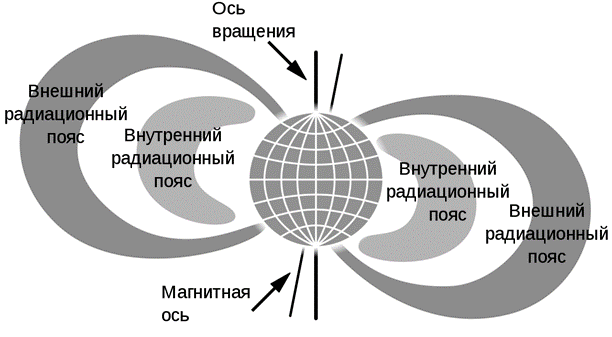 Ось
вращения
Внешний
радиационный
пояс
Внутренний
радиационный
пояс
Внутренний
радиационный
пояс
Внешний
радиационный
пояс
Магнитная
ось